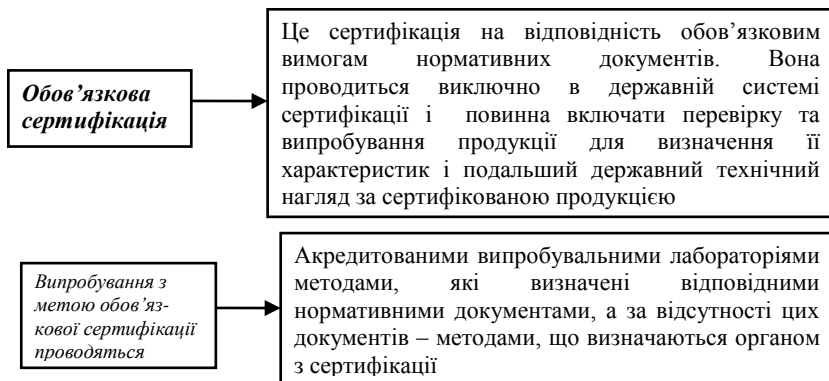 Обов’язкова
сертифікація
Це сертифікація на відповідність обов’язковим
вимогам нормативних документів. Вона
проводиться виключно в державній системі
сертифікації і повинна включати перевірку та
випробування продукції для визначення її
характеристик і подальший державний технічний
нагляд за сертифікованою продукцією
Випробування з
метою обов’яз-
кової сертифікації
проводяться
Акредитованими випробувальними лабораторіями
методами, які визначені відповідними
нормативними документами, а за відсутності цих
документів – методами, що визначаються органом
з сертифікації